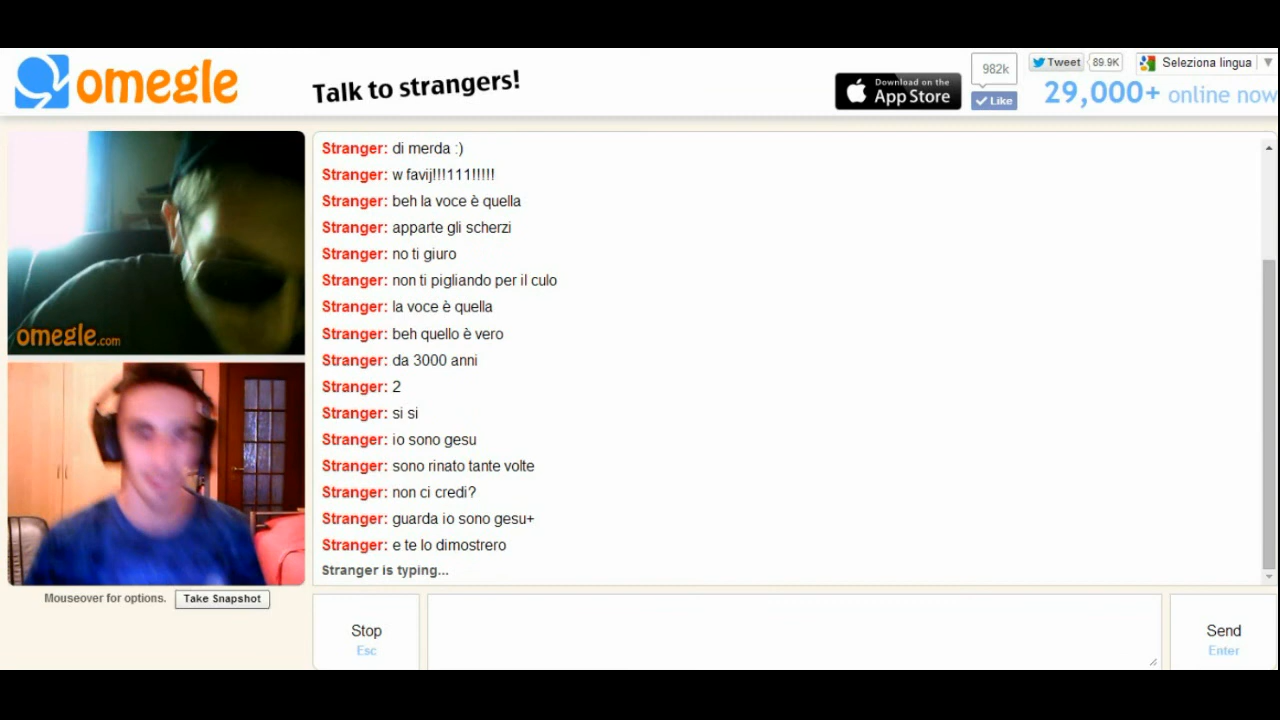 omegle
Talk to strangers!
Download on the
App Store
982k
Like
Tweet
89.9K
Seleziona lingua
29,000+ online now
omegle.com
Stranger: di merda :)
Stranger: w favij!!!111!!!!!
Stranger: beh la voce è quella
Stranger: apparte gli scherzi
Stranger: no ti giuro
Stranger: non ti pigliando per il culo
Stranger: la voce è quella
Stranger: beh quello è vero
Stranger: da 3000 anni
Stranger: 2
Stranger: si si
Stranger: io sono gesu
Stranger: sono rinato tante volte
Stranger: non ci credi?
Stranger: guarda io sono gesu+
Stranger: e te lo dimostrero
Stranger is typing...
Mouseover for options.
Take Snapshot
Stop
Esc
Send
Enter